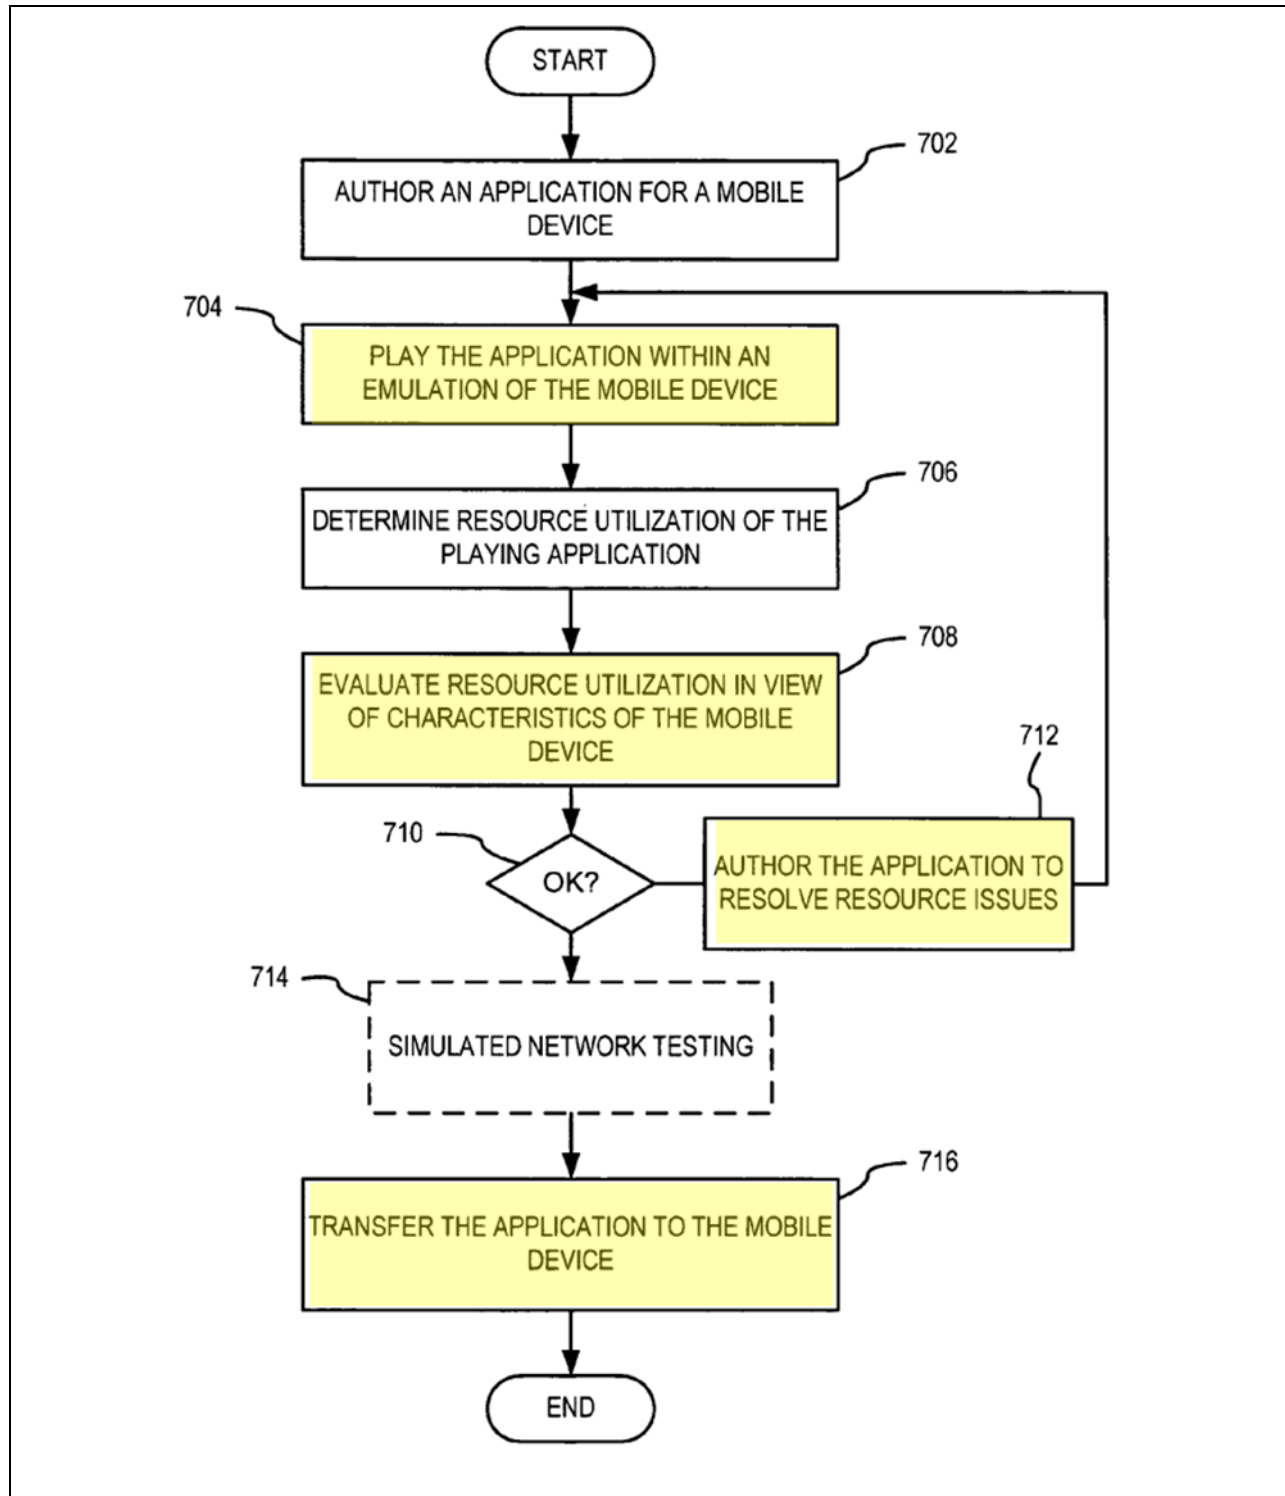 START
702
AUTHOR AN APPLICATION FOR A MOBILE
DEVICE
704
PLAY THE APPLICATION WITHIN AN
EMULATION OF THE MOBILE DEVICE
706
DETERMINE RESOURCE UTILIZATION OF THE
PLAYING APPLICATION
708
EVALUATE RESOURCE UTILIZATION IN VIEW
OF CHARACTERISTICS OF THE MOBILE
DEVICE
710
OK?
712
AUTHOR THE APPLICATION TO
RESOLVE RESOURCE ISSUES
714
SIMULATED NETWORK TESTING
716
TRANSFER THE APPLICATION TO THE MOBILE
DEVICE
END